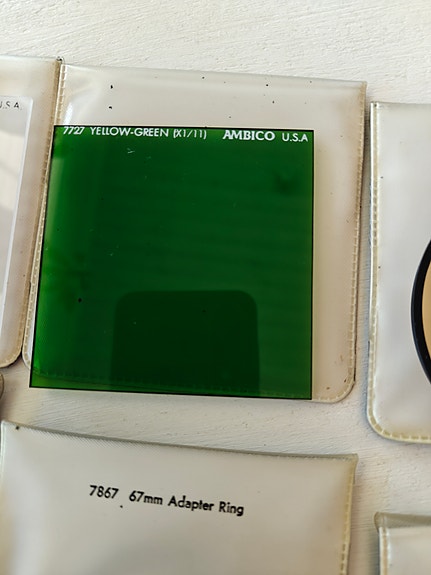 U.S.A
7727 YELLOW-GREEN (X1/11) AMBICO U.S.A
7867 67mm Adapter Ring